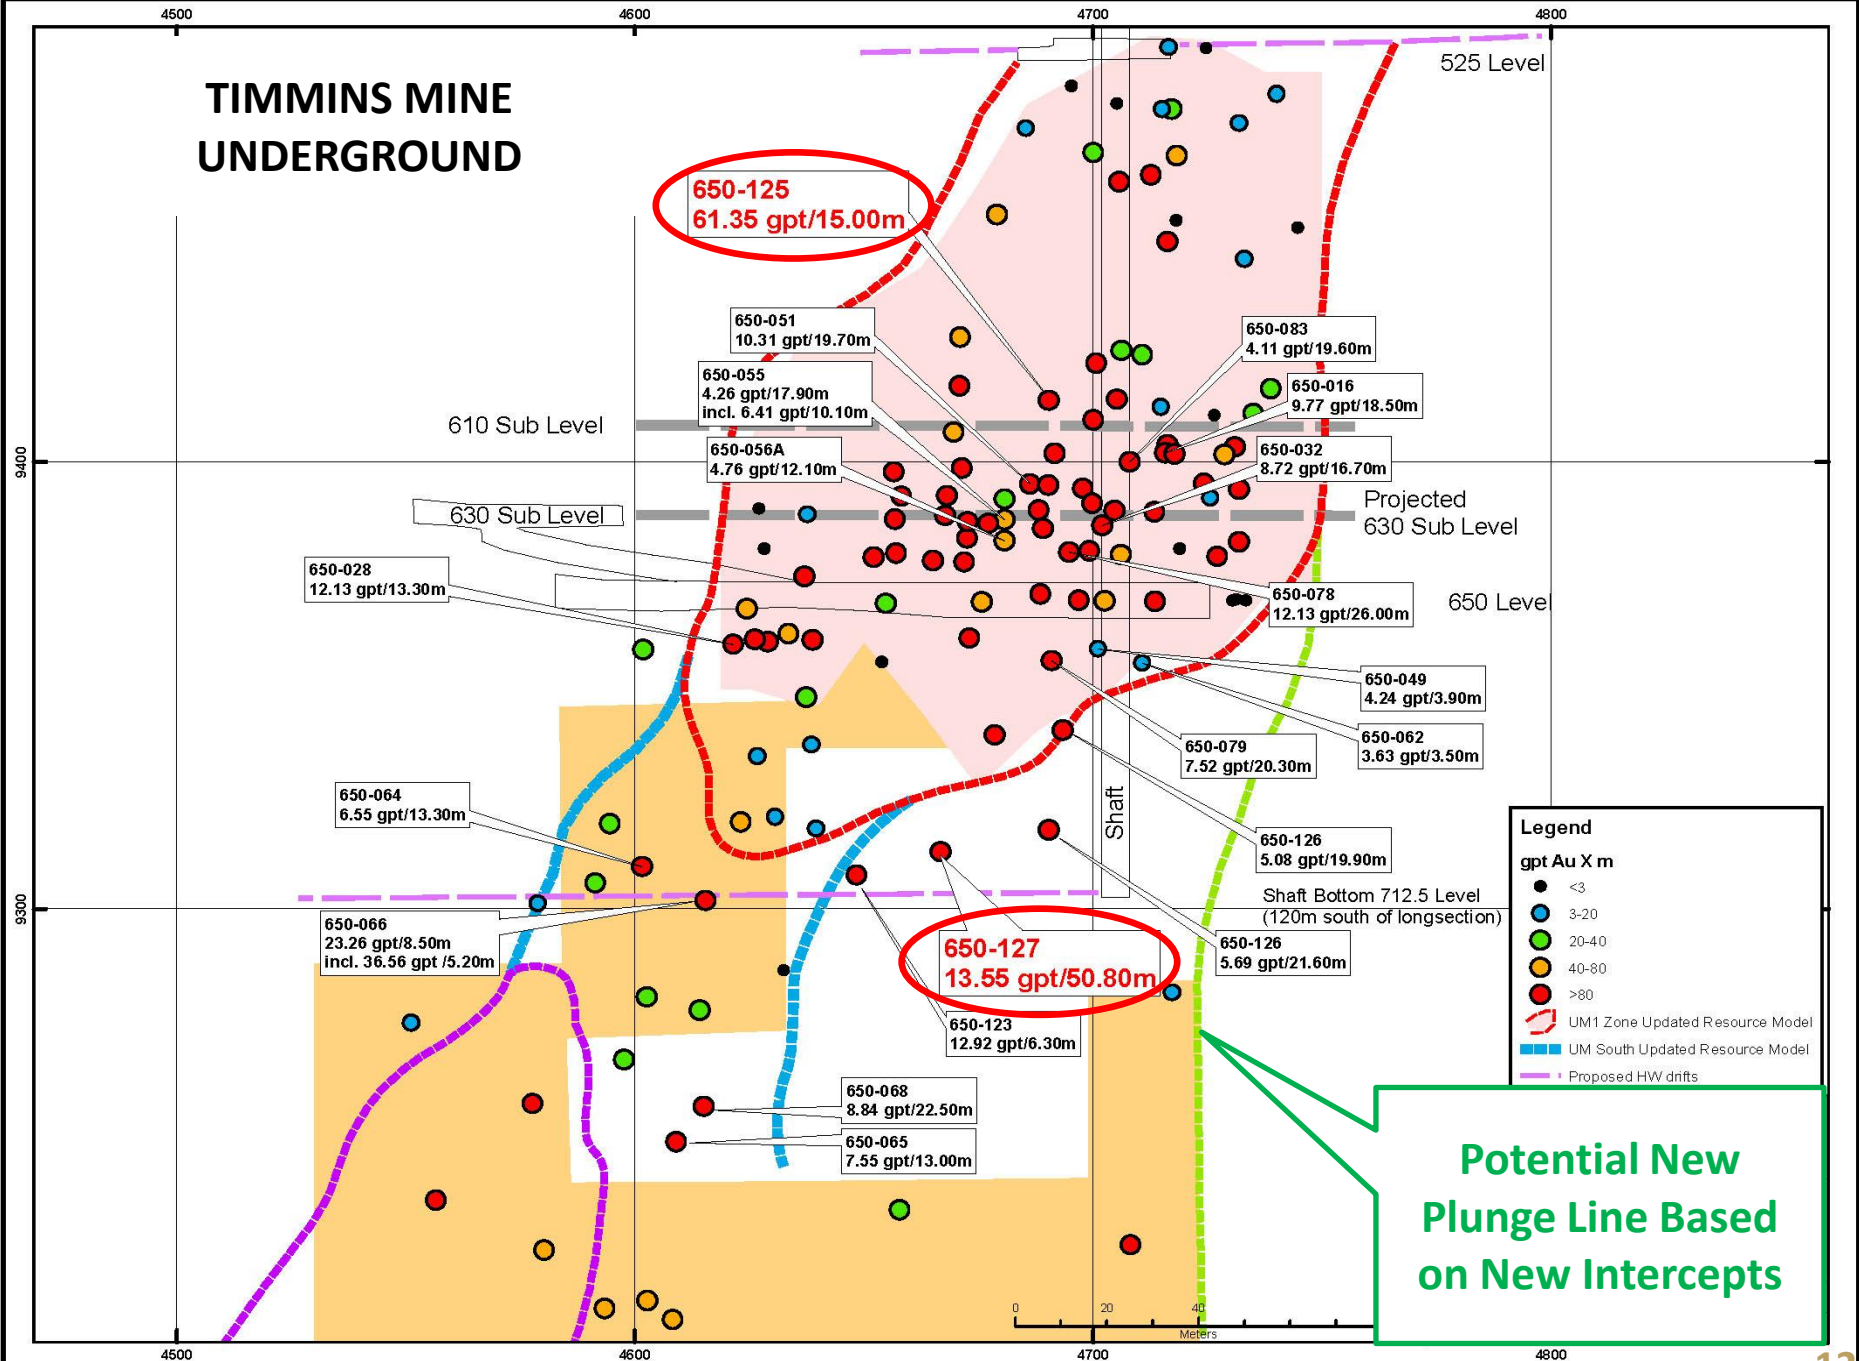 4500
4600
4700
4800
TIMMINS MINE
UNDERGROUND
525 Level
650-125
61.35 gpt/15.00m
650-051
10.31 gpt/19.70m
650-083
4.11 gpt/19.60m
650-055
4.26 gpt/17.90m
incl. 6.41 gpt/10.10m
650-016
9.77 gpt/18.50m
610 Sub Level
650-056A
4.76 gpt/12.10m
650-032
8.72 gpt/16.70m
9400
630 Sub Level
Projected
630 Sub Level
650-028
12.13 gpt/13.30m
650-078
12.13 gpt/26.00m
650 Level
650-049
4.24 gpt/3.90m
650-079
7.52 gpt/20.30m
650-062
3.63 gpt/3.50m
650-064
6.55 gpt/13.30m
Shaft
650-126
5.08 gpt/19.90m
Shaft Bottom 712.5 Level
(120m south of longsection)
9300
650-066
23.26 gpt/8.50m
incl. 36.56 gpt /5.20m
650-127
13.55 gpt/50.80m
650-126
5.69 gpt/21.60m
650-123
12.92 gpt/6.30m
650-068
8.84 gpt/22.50m
650-065
7.55 gpt/13.00m
Legend
gpt Au X m
<3
3-20
20-40
40-80
>80
UM1 Zone Updated Resource Model
UM South Updated Resource Model
Proposed HW drifts
Potential New
Plunge Line Based
on New Intercepts
0 20 40
Meters
4500
4600
4700
4800